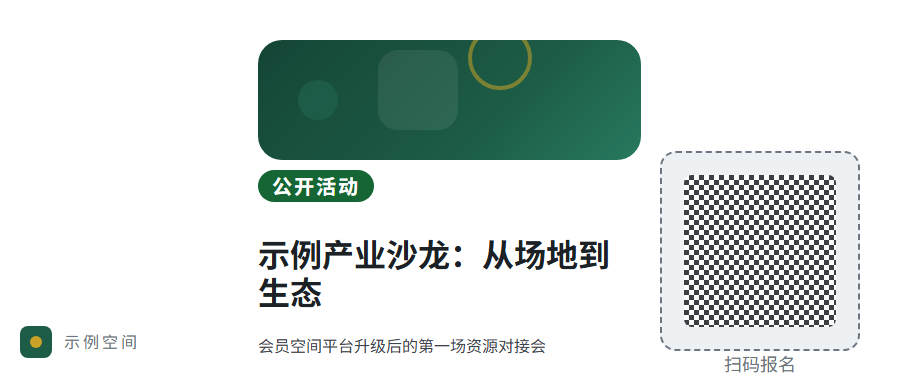 公开活动
示例产业沙龙：从场地到
生态
会员空间平台升级后的第一场资源对接会
示例空间
扫码报名